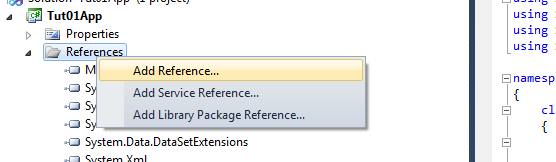 Solution 'Tut01App' (1 project)
Tut01App
Properties
References
Add Reference...
Add Service Reference...
Add Library Package Reference...
System.Data.DataSetExtensions
System.Xml
using
using
using
namesp
{
cl
{